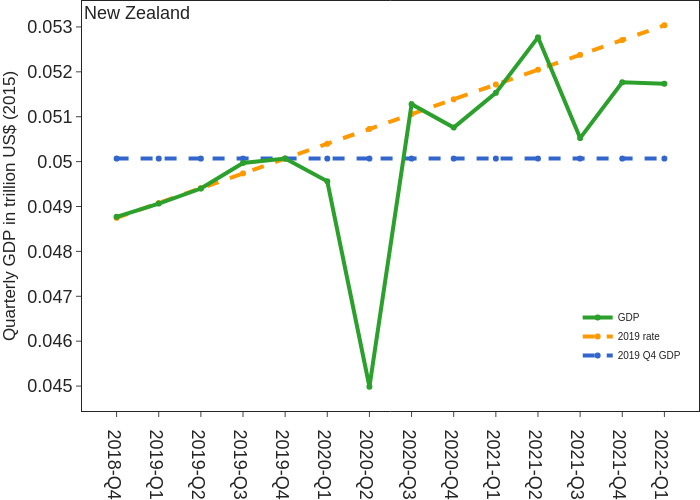 New Zealand
Quarterly GDP in trillion US$ (2015)
0.053
0.052
0.051
0.05
0.049
0.048
0.047
0.046
0.045
GDP
2019 rate
2019 Q4 GDP
2018-Q4
2019-Q1
2019-Q2
2019-Q3
2019-Q4
2020-Q1
2020-Q2
2020-Q3
2020-Q4
2021-Q1
2021-Q2
2021-Q3
2021-Q4
2022-Q1